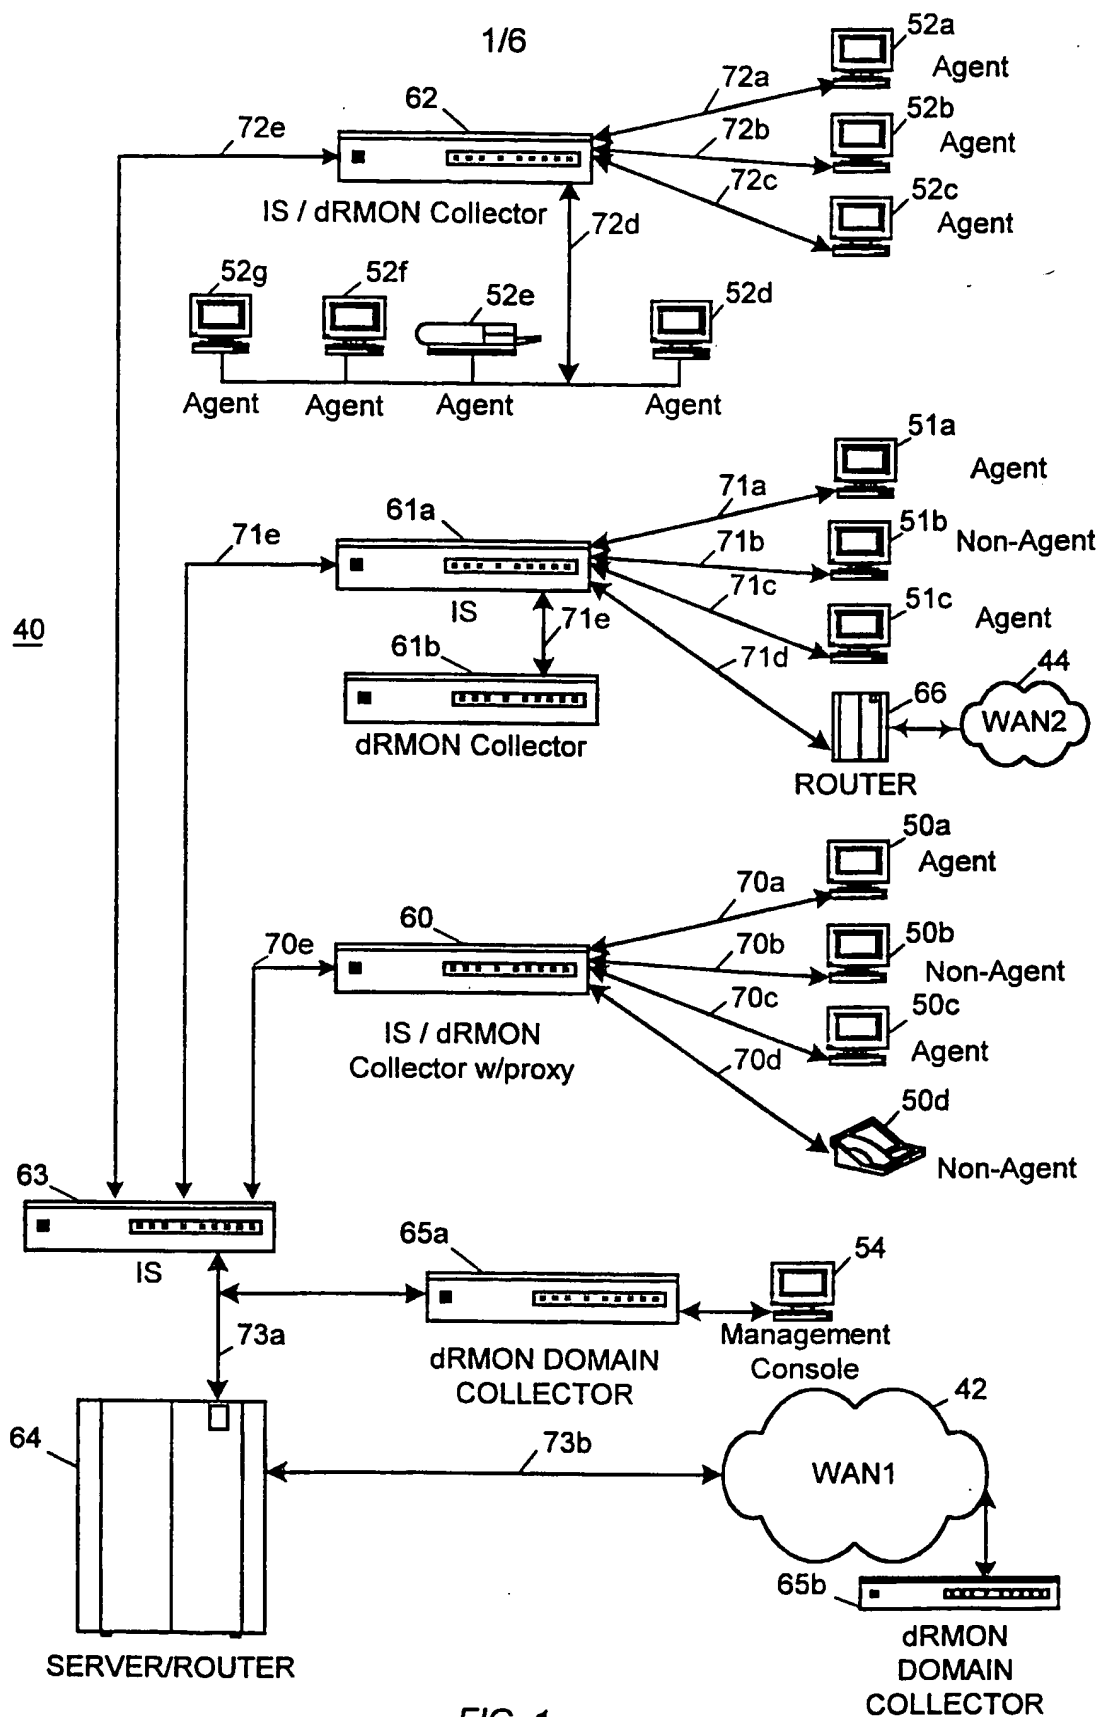 1/6
52a
Agent
72a
62
72e
52b
72b
Agent
72c
52c
IS / dRMON Collector
72d
Agent
52g
52f
52e
52d
Agent
Agent
Agent
Agent
51a
Agent
71a
61a
71e
51b
71b
Non-Agent
71c
51c
IS
71e
Agent
40
61b
71d
44
66
WAN2
dRMON Collector
ROUTER
50a
Agent
70a
60
70e
50b
70b
Non-Agent
70c
50c
IS / dRMON
Collector w/proxy
70d
Agent
50d
63
Non-Agent
65a
54
IS
73a
Management
Console
dRMON DOMAIN
COLLECTOR
42
64
73b
WAN1
65b
SERVER/ROUTER
dRMON
DOMAIN
COLLECTOR
FIG. 1